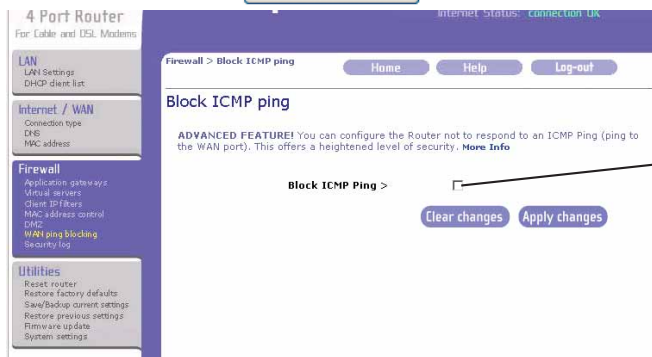 4 Port Router
For Cable and DSL Modems
Internet Status: connection OK
LAN
LAN Settings
DHCP client list
Internet / WAN
Connection type
DNS
MAC address
Firewall
Application gateways
Virtual servers
Client IP filters
MAC address control
DMZ
WAN ping blocking
Security log
Utilities
Reset router
Restore factory defaults
Save/Backup current settings
Restore previous settings
Firmware update
System settings
Firewall > Block ICMP ping
Home
Help
Log-out
Block ICMP ping
ADVANCED FEATURE! You can configure the Router not to respond to an ICMP Ping (ping to
the WAN port). This offers a heightened level of security. More Info
Block ICMP Ping >
Clear changes
Apply changes